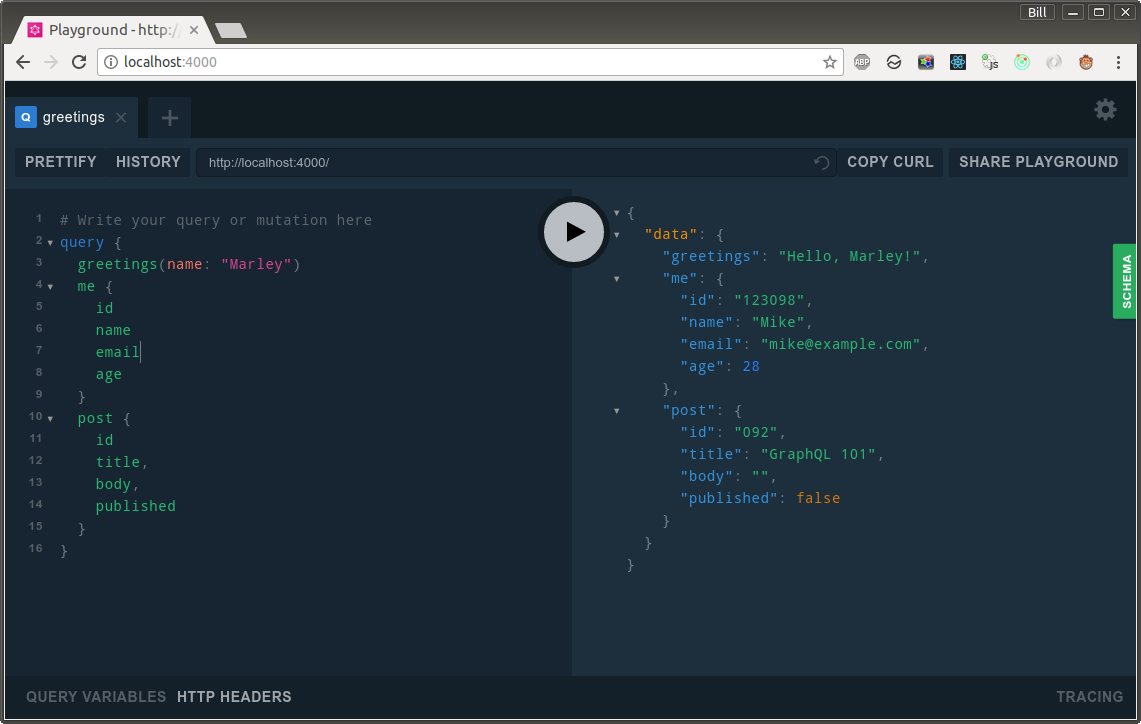 Bill
Playground - http:/
localhost:4000
ABP
JS
Q greetings
PRETTIFY HISTORY http://localhost:4000/ COPY CURL SHARE PLAYGROUND
1 # Write your query or mutation here
2 query {
3 greetings(name: "Marley")
4 me {
5 id
6 name
7 email
8 age
9 }
10 post {
11 id
12 title,
13 body,
14 published
15 }
16 }
{
"data": {
"greetings": "Hello, Marley!",
"me": {
"id": "123098",
"name": "Mike",
"email": "mike@example.com",
"age": 28
},
"post": {
"id": "092",
"title": "GraphQL 101",
"body": "",
"published": false
}
}
}
SCHEMA
QUERY VARIABLES HTTP HEADERS TRACING